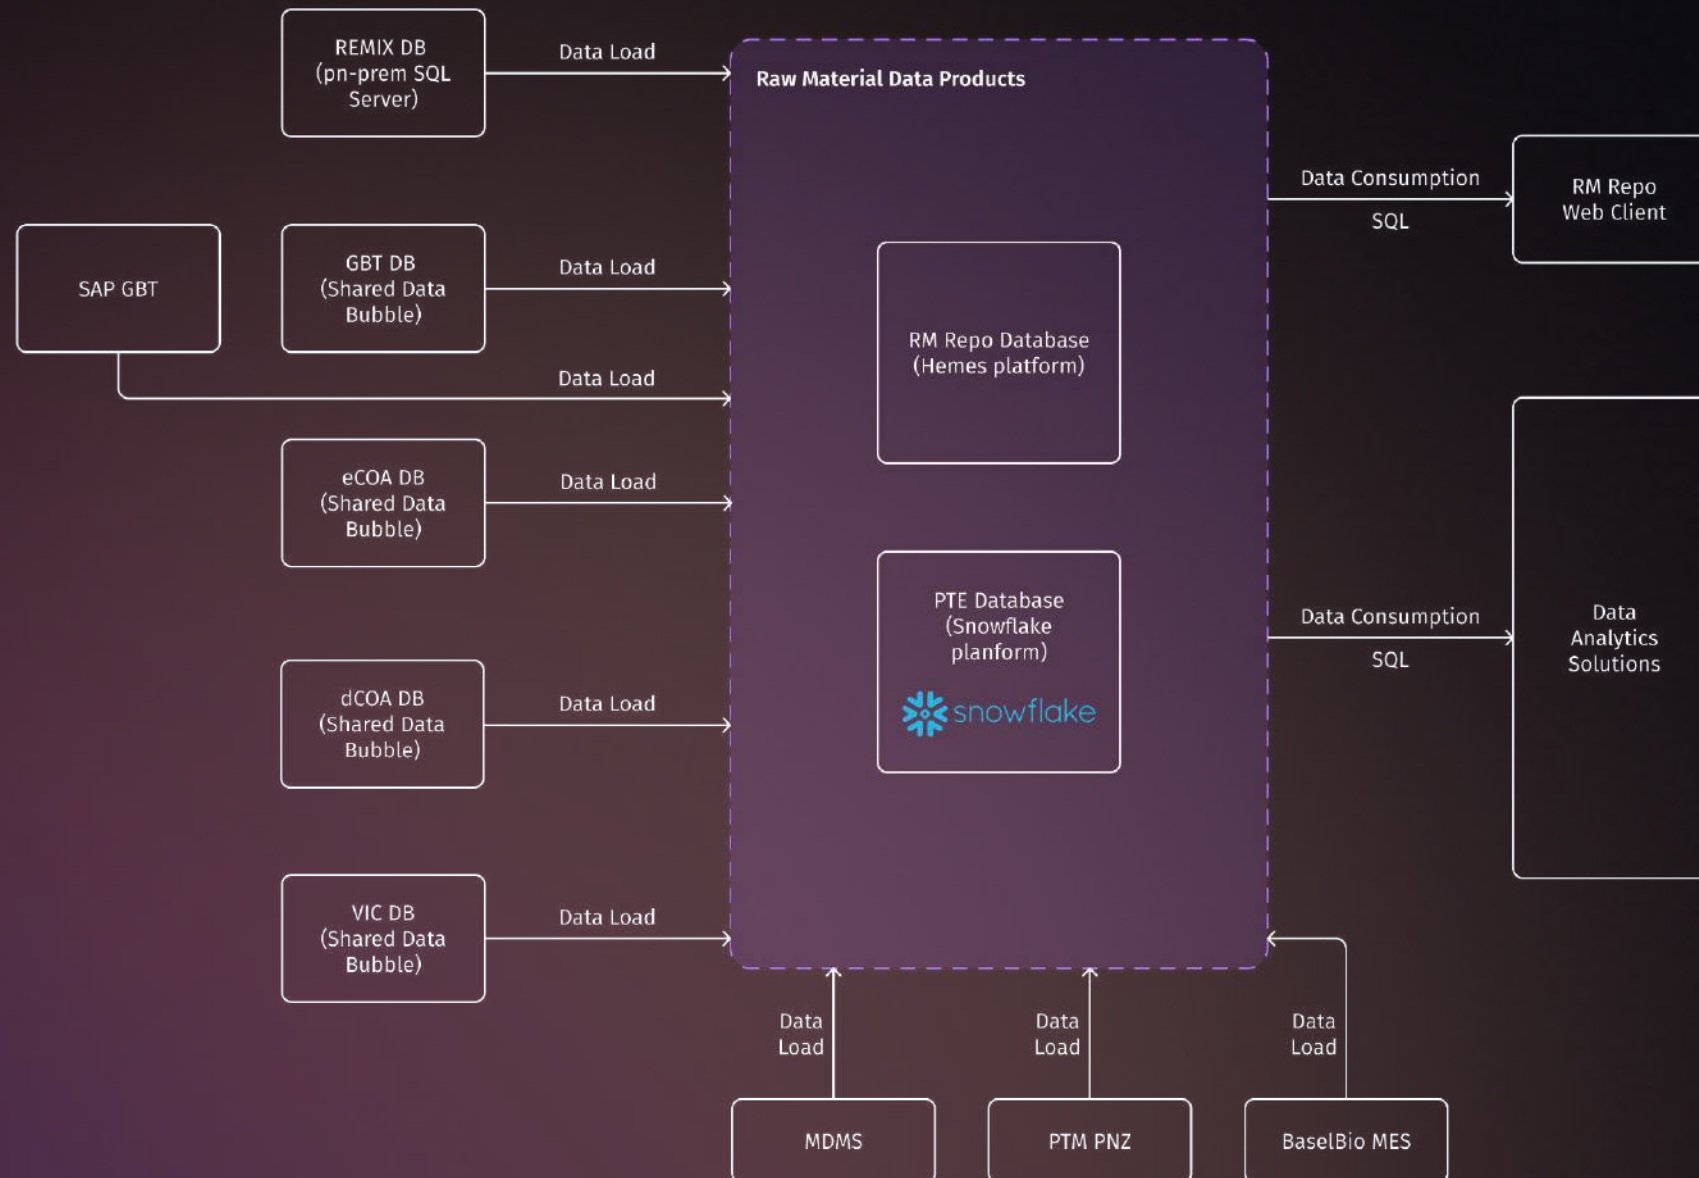 REMIX DB
(pn-prem SQL
Server)
Data Load
Raw Material Data Products
Data Consumption
SQL
RM Repo
Web Client
SAP GBT
GBT DB
(Shared Data
Bubble)
Data Load
Data Load
RM Repo Database
(Hemes platform)
eCOA DB
(Shared Data
Bubble)
Data Load
PTE Database
(Snowflake
planform)
snowflake
Data Consumption
SQL
Data
Analytics
Solutions
dCOA DB
(Shared Data
Bubble)
Data Load
VIC DB
(Shared Data
Bubble)
Data Load
Data
Load
Data
Load
Data
Load
MDMS
PTM PNZ
BaselBio MES